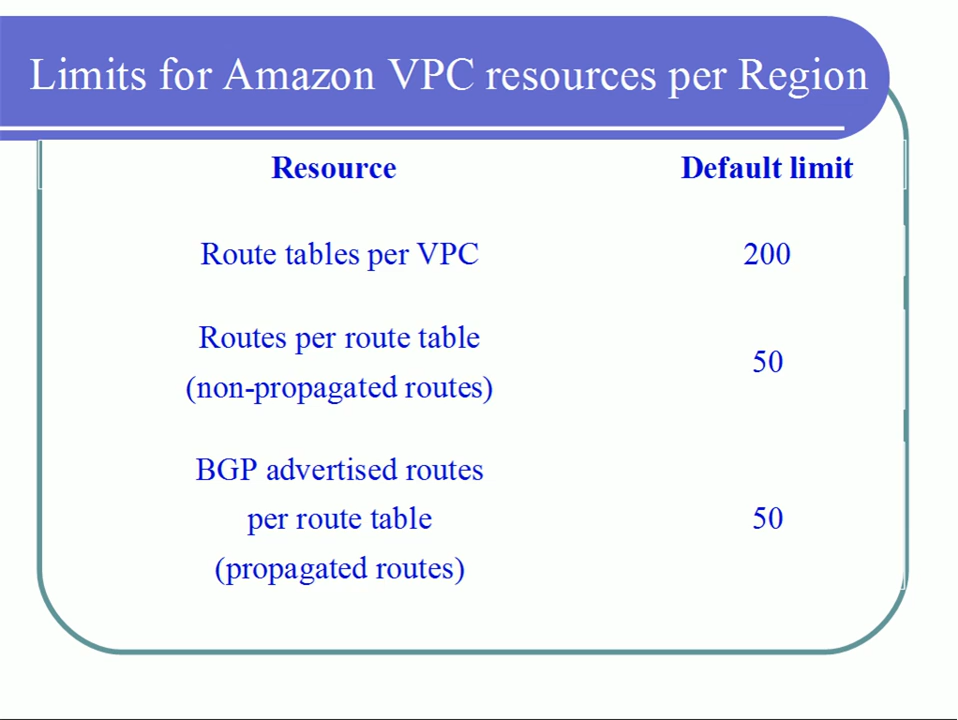 Limits for Amazon VPC resources per Region
Resource Default limit
Route tables per VPC 200
Routes per route table
(non-propagated routes) 50
BGP advertised routes
per route table 50
(propagated routes)